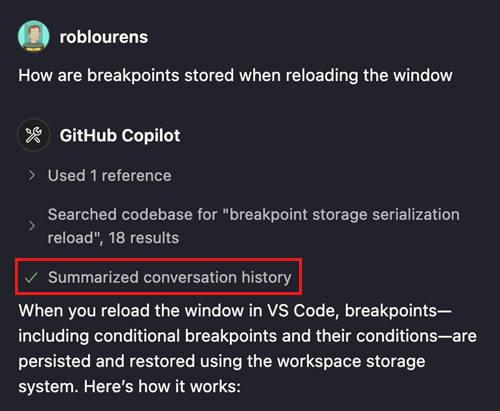 roblourens
How are breakpoints stored when reloading the window
GitHub Copilot
Used 1 reference
Searched codebase for "breakpoint storage serialization
reload", 18 results
Summarized conversation history
When you reload the window in VS Code, breakpoints—
including conditional breakpoints and their conditions—are
persisted and restored using the workspace storage
system. Here’s how it works: